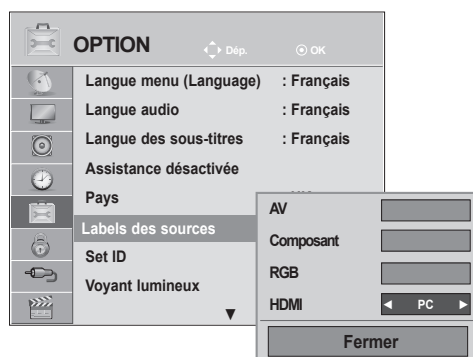 OPTION Dép. OK
Langue menu (Language) : Français
Langue audio : Français
Langue des sous-titres : Français
Assistance désactivée
Pays
Labels des sources
Set ID
Voyant lumineux
AV
Composant
RGB
HDMI ◄ PC ►
Fermer